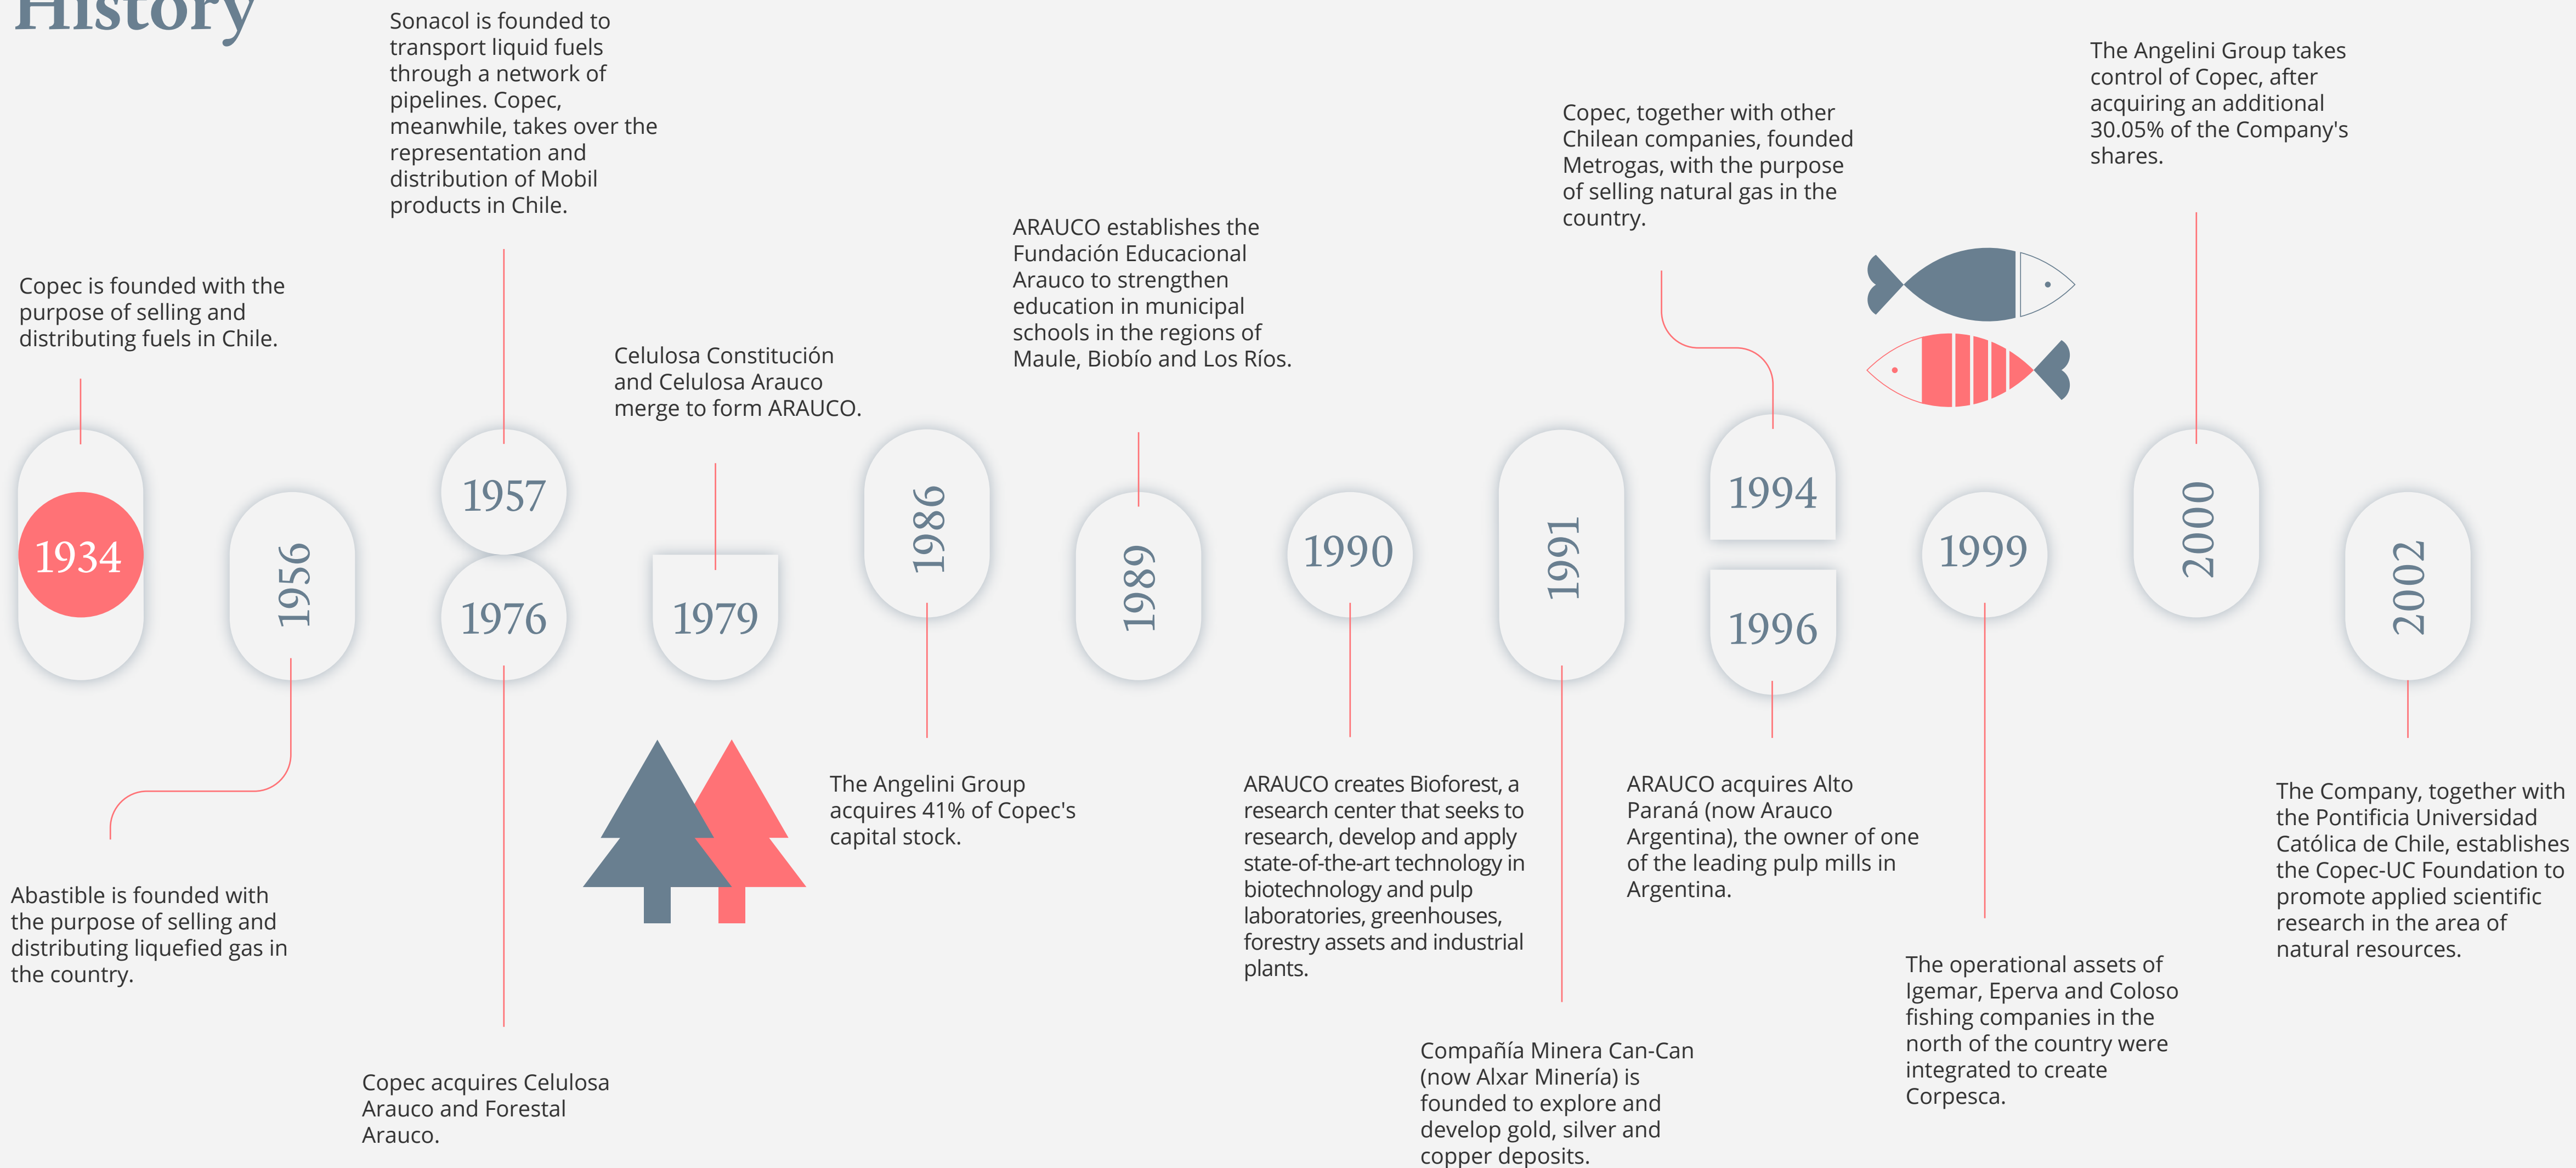 History
Copec is founded with the
purpose of selling and
distributing fuels in Chile.
1934
1956
Abastible is founded with
the purpose of selling and
distributing liquefied gas in
the country.
Sonacol is founded to
transport liquid fuels
through a network of
pipelines. Copec,
meanwhile, takes over the
representation and
distribution of Mobil
products in Chile.
1957
1976
Copec acquires Celulosa
Arauco and Forestal
Arauco.
Celulosa Constitución
and Celulosa Arauco
merge to form ARAUCO.
1979
1986
The Angelini Group
acquires 41% of Copec's
capital stock.
ARAUCO establishes the
Fundación Educacional
Arauco to strengthen
education in municipal
schools in the regions of
Maule, Biobío and Los Ríos.
1989
1990
ARAUCO creates Bioforest, a
research center that seeks to
research, develop and apply
state-of-the-art technology in
biotechnology and pulp
laboratories, greenhouses,
forestry assets and industrial
plants.
1991
Compañía Minera Can-Can
(now Alxar Minería) is
founded to explore and
develop gold, silver and
copper deposits.
Copec, together with other
Chilean companies, founded
Metrogas, with the purpose
of selling natural gas in the
country.
1994
1996
ARAUCO acquires Alto
Paraná (now Arauco
Argentina), the owner of one
of the leading pulp mills in
Argentina.
1999
The operational assets of
Igemar, Eperva and Coloso
fishing companies in the
north of the country were
integrated to create
Corpesca.
The Angelini Group takes
control of Copec, after
acquiring an additional
30.05% of the Company's
shares.
2000
2002
The Company, together with
the Pontificia Universidad
Católica de Chile, establishes
the Copec-UC Foundation to
promote applied scientific
research in the area of
natural resources.